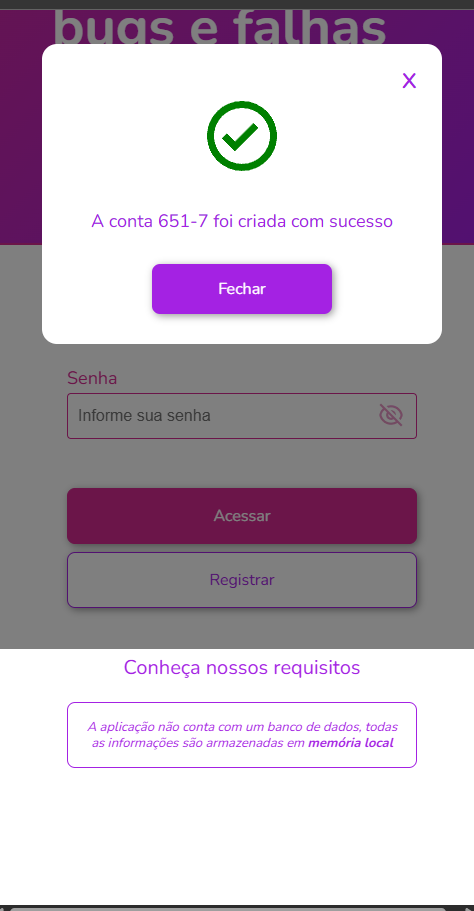 bugs e falhas
X
A conta 651-7 foi criada com sucesso
Fechar
Senha
Informe sua senha
Acessar
Registrar
Conheça nossos requisitos
A aplicação não conta com um banco de dados, todas
as informações são armazenadas em memória local